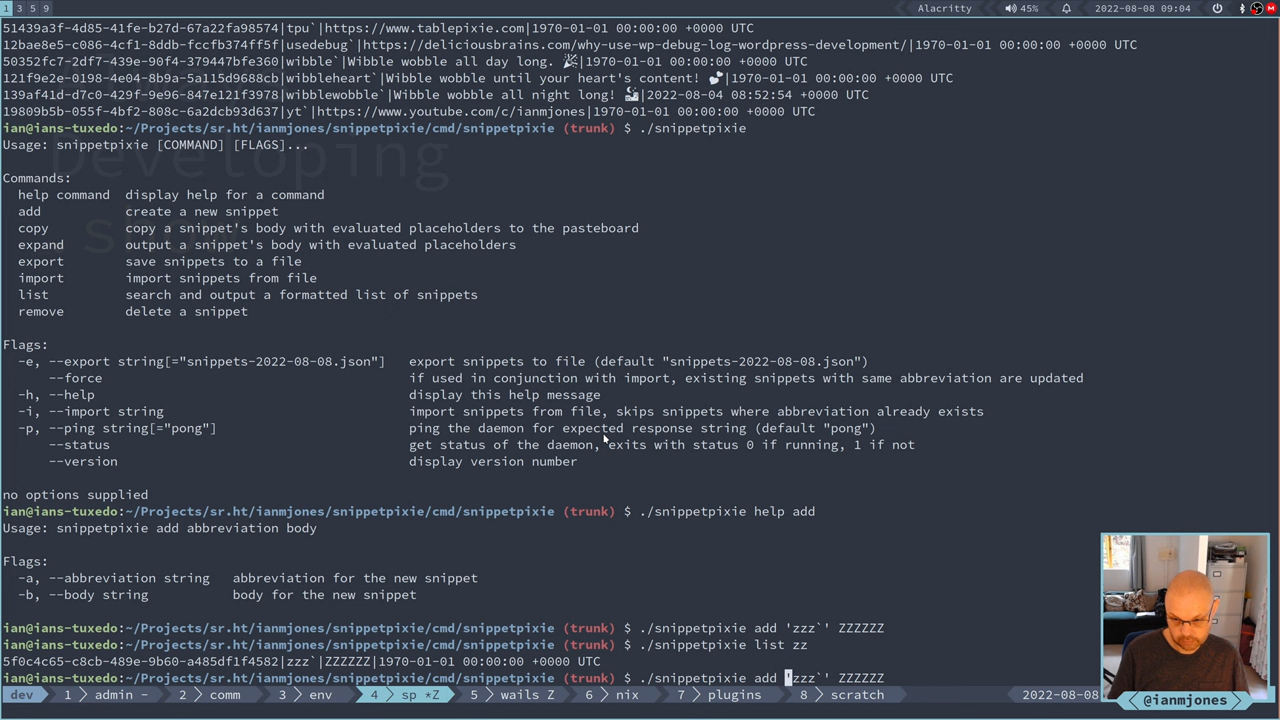 1 3 5 9 Alacritty 45% 2022-08-08 09:04
51439a3f-4d85-41fe-b27d-67a22fa98574|tpu`|https://www.tablepixie.com|1970-01-01 00:00:00 +0000 UTC
12bae8e5-c086-4cf1-8ddb-fccfb374ff5f|usedebug`|https://deliciousbrains.com/why-use-wp-debug-log-wordpress-development/|1970-01-01 00:00:00 +0000 UTC
50352fc7-2df7-439e-90f4-379447bfe360|wibble`|Wibble wobble all day long. 🎉|1970-01-01 00:00:00 +0000 UTC
121f9e2e-0198-4e04-8b9a-5a115d9688cb|wibbleheart`|Wibble wobble until your heart's content! 💕|1970-01-01 00:00:00 +0000 UTC
139af41d-d7c0-429f-9e96-847e121f3978|wibblewobble`|Wibble wobble all night long! |2022-08-04 08:52:54 +0000 UTC
19809b5b-055f-4bf2-808c-6a2dcb93d637|yt`|https://www.youtube.com/c/ianmjones|1970-01-01 00:00:00 +0000 UTC
ian@ians-tuxedo:~/Projects/sr.ht/ianmjones/snippetpixie/cmd/snippetpixie (trunk) $ ./snippetpixie
Usage: snippetpixie [COMMAND] [FLAGS]...
Developing
Commands:
help command display help for a command
add create a new snippet
copy copy a snippet's body with evaluated placeholders to the pasteboard
expand output a snippet's body with evaluated placeholders
export save snippets to a file
import import snippets from file
list search and output a formatted list of snippets
remove delete a snippet
Flags:
-e, --export string[="snippets-2022-08-08.json"] export snippets to file (default "snippets-2022-08-08.json")
--force if used in conjunction with import, existing snippets with same abbreviation are updated
-h, --help display this help message
-i, --import string import snippets from file, skips snippets where abbreviation already exists
-p, --ping string[="pong"] ping the daemon for expected response string (default "pong")
--status get status of the daemon, exits with status 0 if running, 1 if not
--version display version number
no options supplied
ian@ians-tuxedo:~/Projects/sr.ht/ianmjones/snippetpixie/cmd/snippetpixie (trunk) $ ./snippetpixie help add
Usage: snippetpixie add abbreviation body
Flags:
-a, --abbreviation string abbreviation for the new snippet
-b, --body string body for the new snippet
ian@ians-tuxedo:~/Projects/sr.ht/ianmjones/snippetpixie/cmd/snippetpixie (trunk) $ ./snippetpixie add 'zzz`' ZZZZZZ
ian@ians-tuxedo:~/Projects/sr.ht/ianmjones/snippetpixie/cmd/snippetpixie (trunk) $ ./snippetpixie list zz
5f0c4c65-c8cb-489e-9b60-a485df1f4582|zzz`|ZZZZZZ|1970-01-01 00:00:00 +0000 UTC
ian@ians-tuxedo:~/Projects/sr.ht/ianmjones/snippetpixie/cmd/snippetpixie (trunk) $ ./snippetpixie add 'zzz`' ZZZZZZ
dev 1 admin - 2 comm 3 env 4 sp *Z 5 wails Z 6 nix 7 plugins 8 scratch 2022-08-08
@ianmjones